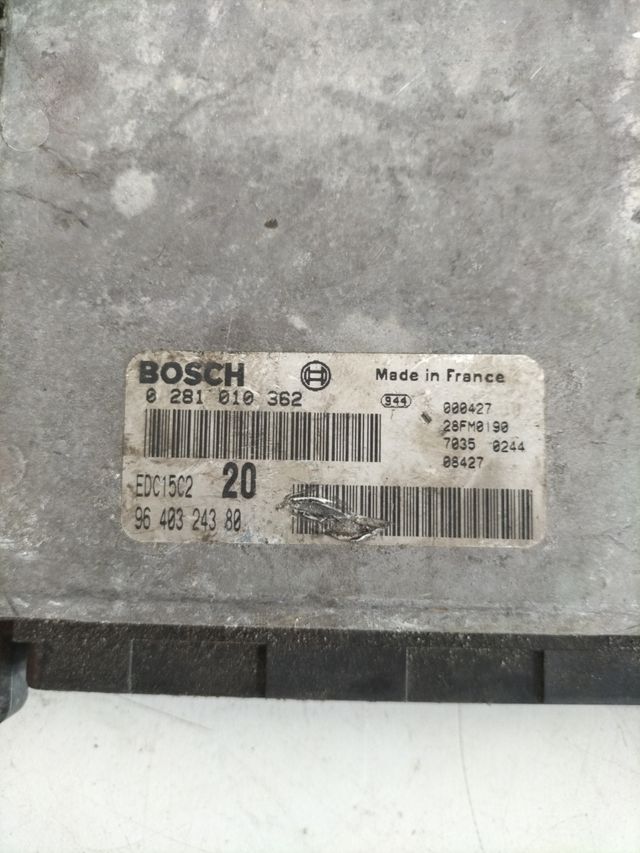 BOSCH
Made in France
0 281 010 362
944
000427
28FM0190
7035 0244
08427
EDC15C2 20
96 403 243 80